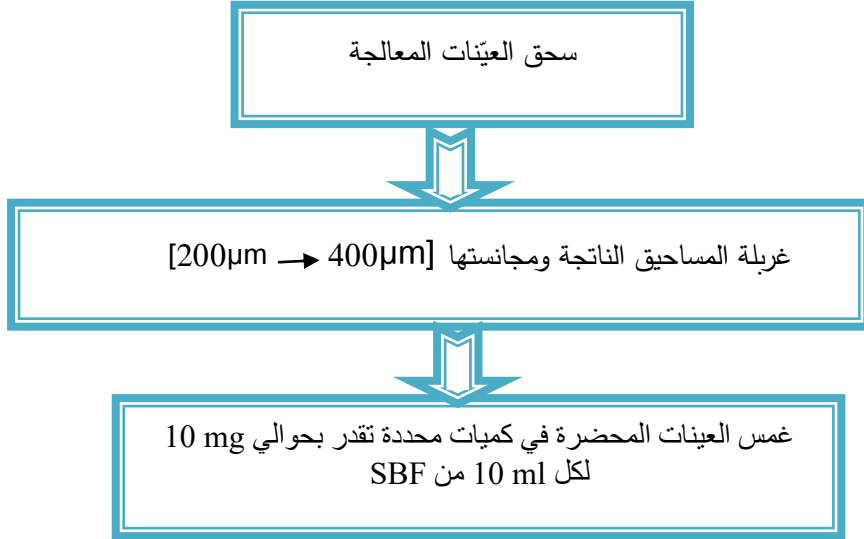 سحق العيّنات المعالجة
غربلة المساحيق الناتجة ومجانستها [200µm → 400µm]
غمس العينات المحضرة في كميات محددة تقدر بحوالي 10 mg
لكل 10 ml من SBF